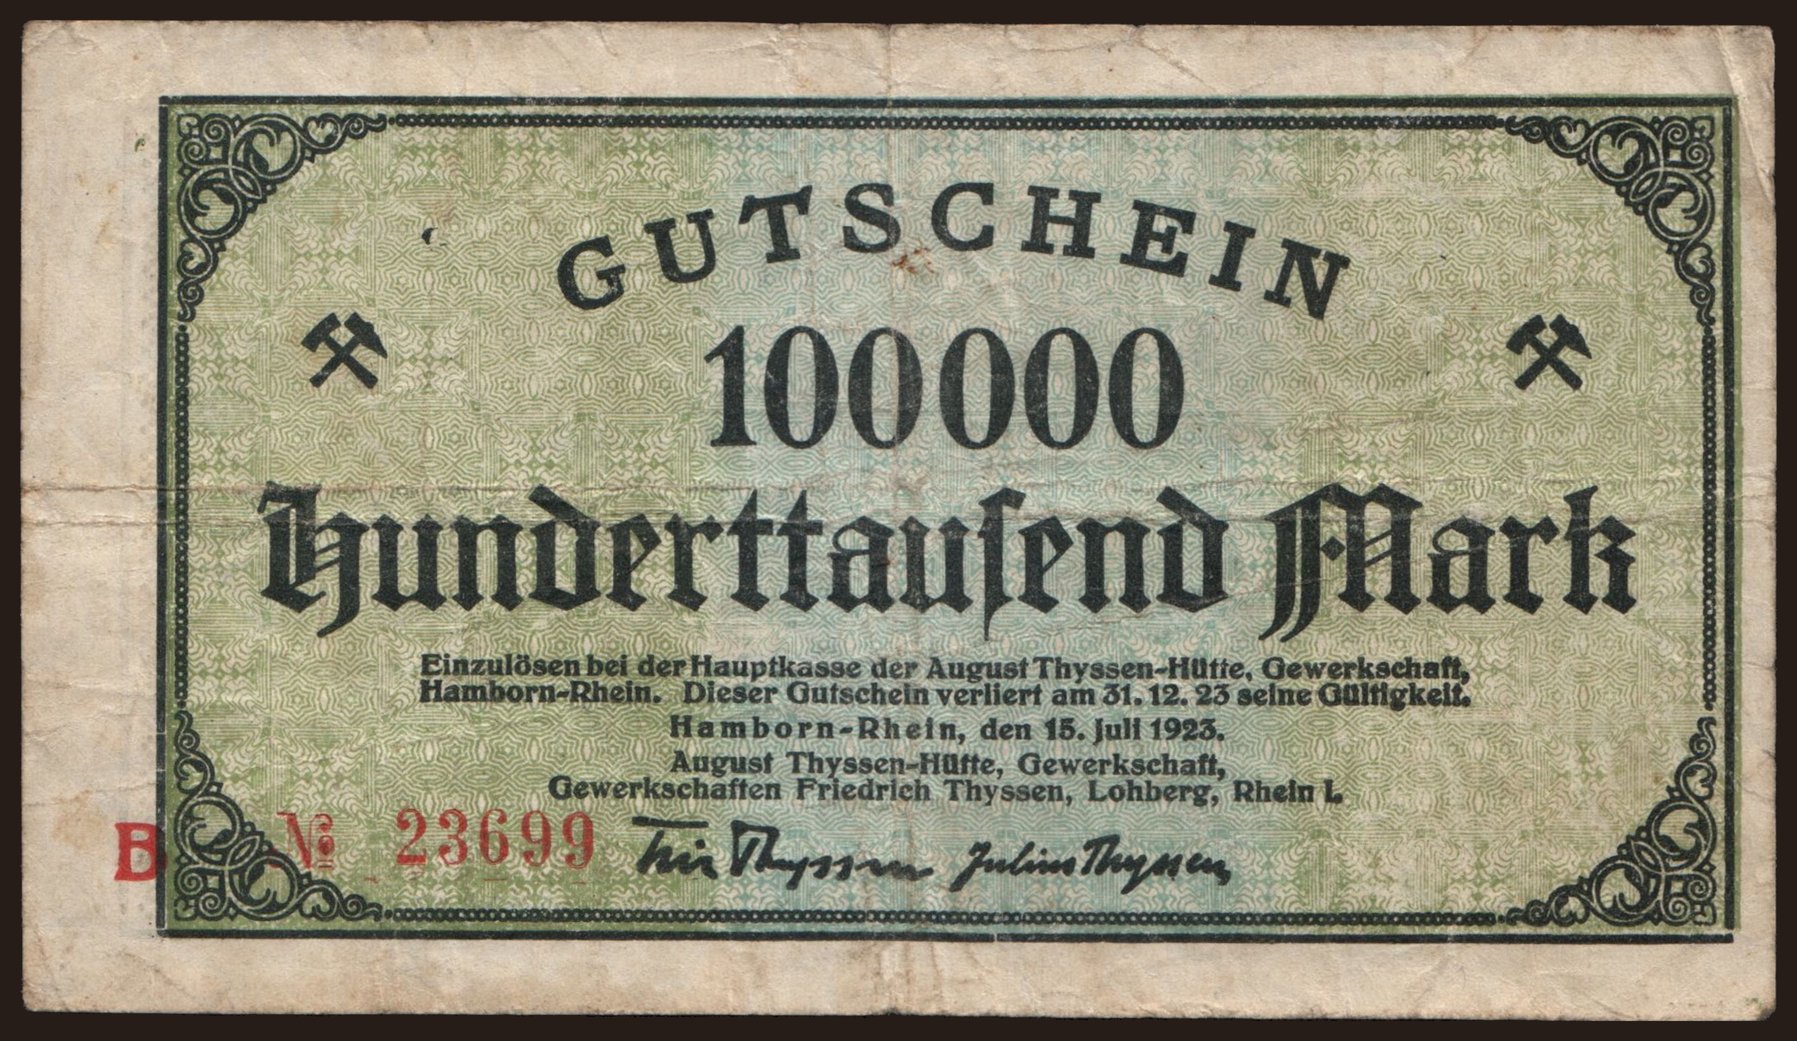 GUTSCHEIN
100000
Hunderttauſend Mark
Einzulösen bei der Hauptkasse der August Thyssen-Hütte, Gewerkschaft,
Hamborn-Rhein. Dieser Gutschein verliert am 31. 12. 23 seine Gültigkeit.
Hamborn-Rhein, den 15. Juli 1923.
August Thyssen-Hütte, Gewerkschaft,
Gewerkschaften Friedrich Thyssen, Lohberg, Rhein I.
B № 23699
Fritz Thyssen Julius Thyssen